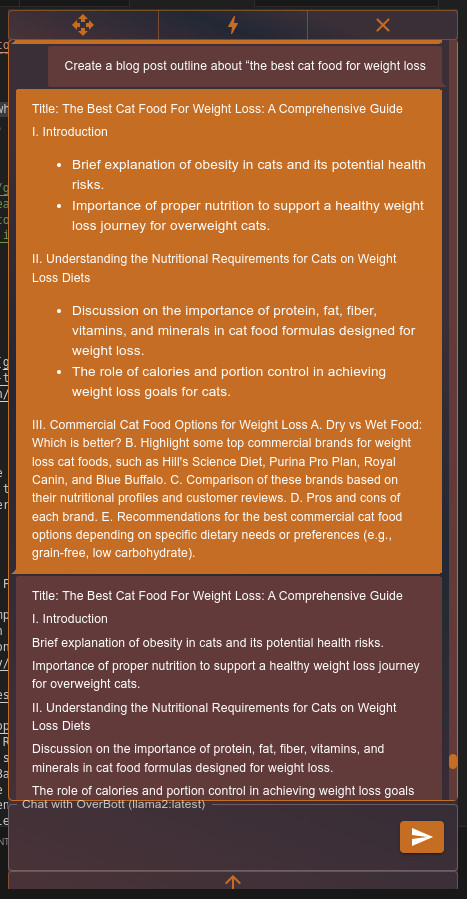 Create a blog post outline about "the best cat food for weight loss
Title: The Best Cat Food For Weight Loss: A Comprehensive Guide
I. Introduction
• Brief explanation of obesity in cats and its potential health
risks.
• Importance of proper nutrition to support a healthy weight
loss journey for overweight cats.
II. Understanding the Nutritional Requirements for Cats on Weight
Loss Diets
• Discussion on the importance of protein, fat, fiber,
vitamins, and minerals in cat food formulas designed for
weight loss.
• The role of calories and portion control in achieving
weight loss goals for cats.
III. Commercial Cat Food Options for Weight Loss A. Dry vs Wet Food:
Which is better? B. Highlight some top commercial brands for weight
loss cat foods, such as Hill's Science Diet, Purina Pro Plan, Royal
Canin, and Blue Buffalo. C. Comparison of these brands based on
their nutritional profiles and customer reviews. D. Pros and cons of
each brand. E. Recommendations for the best commercial cat food
options depending on specific dietary needs or preferences (e.g.,
grain-free, low carbohydrate).
Title: The Best Cat Food For Weight Loss: A Comprehensive Guide
I. Introduction
Brief explanation of obesity in cats and its potential health risks.
Importance of proper nutrition to support a healthy weight loss journey
for overweight cats.
II. Understanding the Nutritional Requirements for Cats on Weight
Loss Diets
Discussion on the importance of protein, fat, fiber, vitamins, and
minerals in cat food formulas designed for weight loss.
The role of calories and portion control in achieving weight loss goals
Chat with OverBott (llama2:latest)